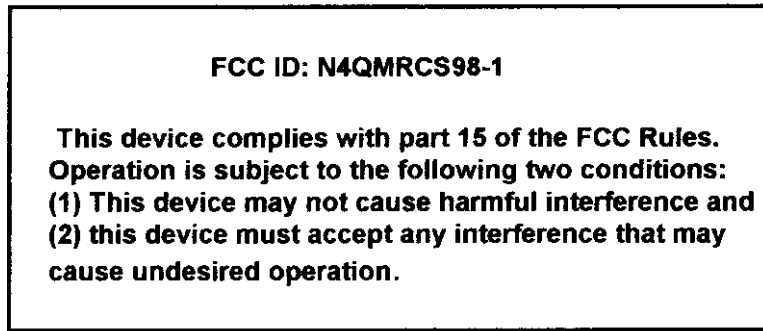 FCC ID: N4QMRCS98-1
This device complies with part 15 of the FCC Rules.
Operation is subject to the following two conditions:
(1) This device may not cause harmful interference and
(2) this device must accept any interference that may
cause undesired operation.